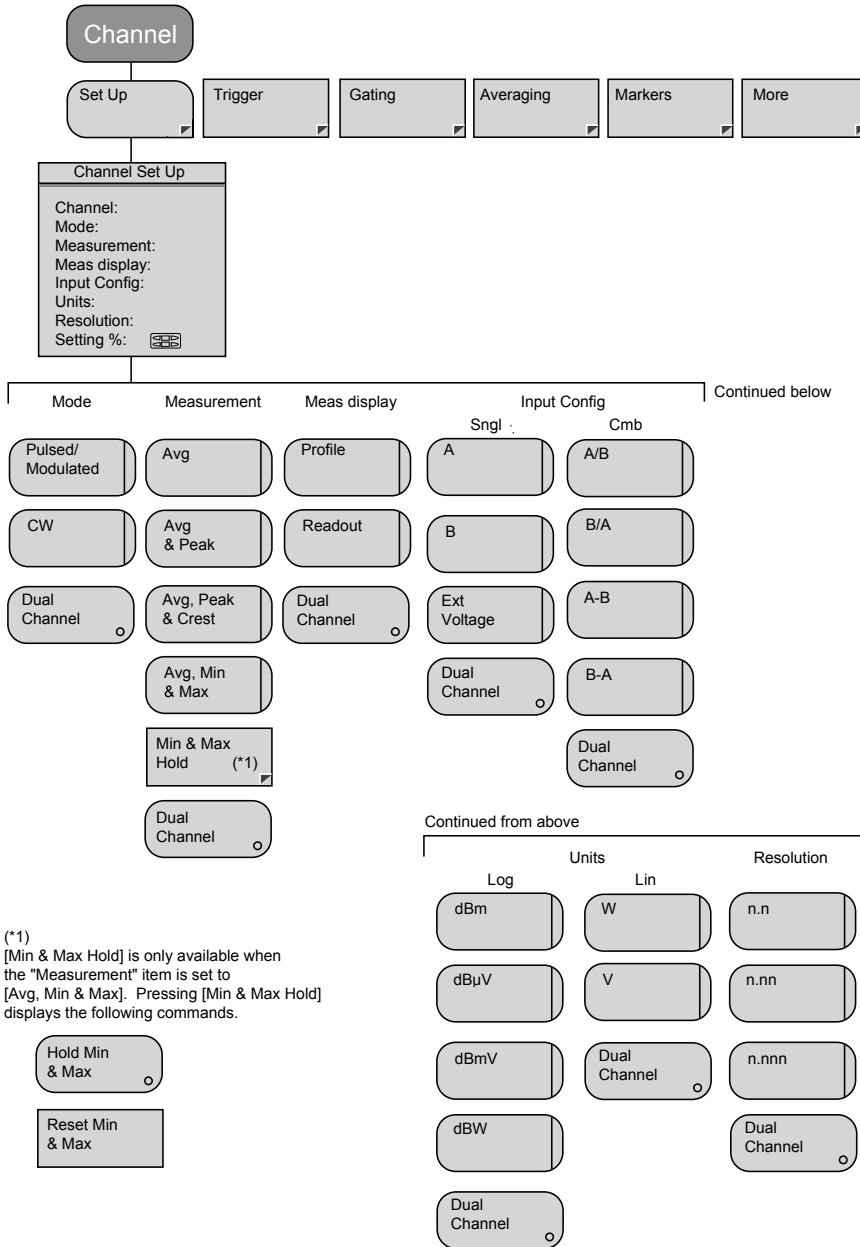 Channel
Set Up
Trigger
Gating
Averaging
Markers
More
Channel Set Up
Channel:
Mode:
Measurement:
Meas display:
Input Config:
Units:
Resolution:
Setting %:
Continued below
Mode
Measurement
Meas display
Input Config
Sngl
Cmb
Pulsed/
Modulated
CW
Dual
Channel
Avg
Avg
& Peak
Avg, Peak
& Crest
Avg, Min
& Max
Min & Max
Hold (*1)
Dual
Channel
Profile
Readout
Dual
Channel
A
B
Ext
Voltage
Dual
Channel
A/B
B/A
A-B
B-A
Dual
Channel
Continued from above
Units
Resolution
Log
Lin
dBm
dBµV
dBmV
dBW
Dual
Channel
W
V
Dual
Channel
n.n
n.nn
n.nnn
Dual
Channel
(*1)
[Min & Max Hold] is only available when
the "Measurement" item is set to
[Avg, Min & Max]. Pressing [Min & Max Hold]
displays the following commands.
Hold Min
& Max
Reset Min
& Max